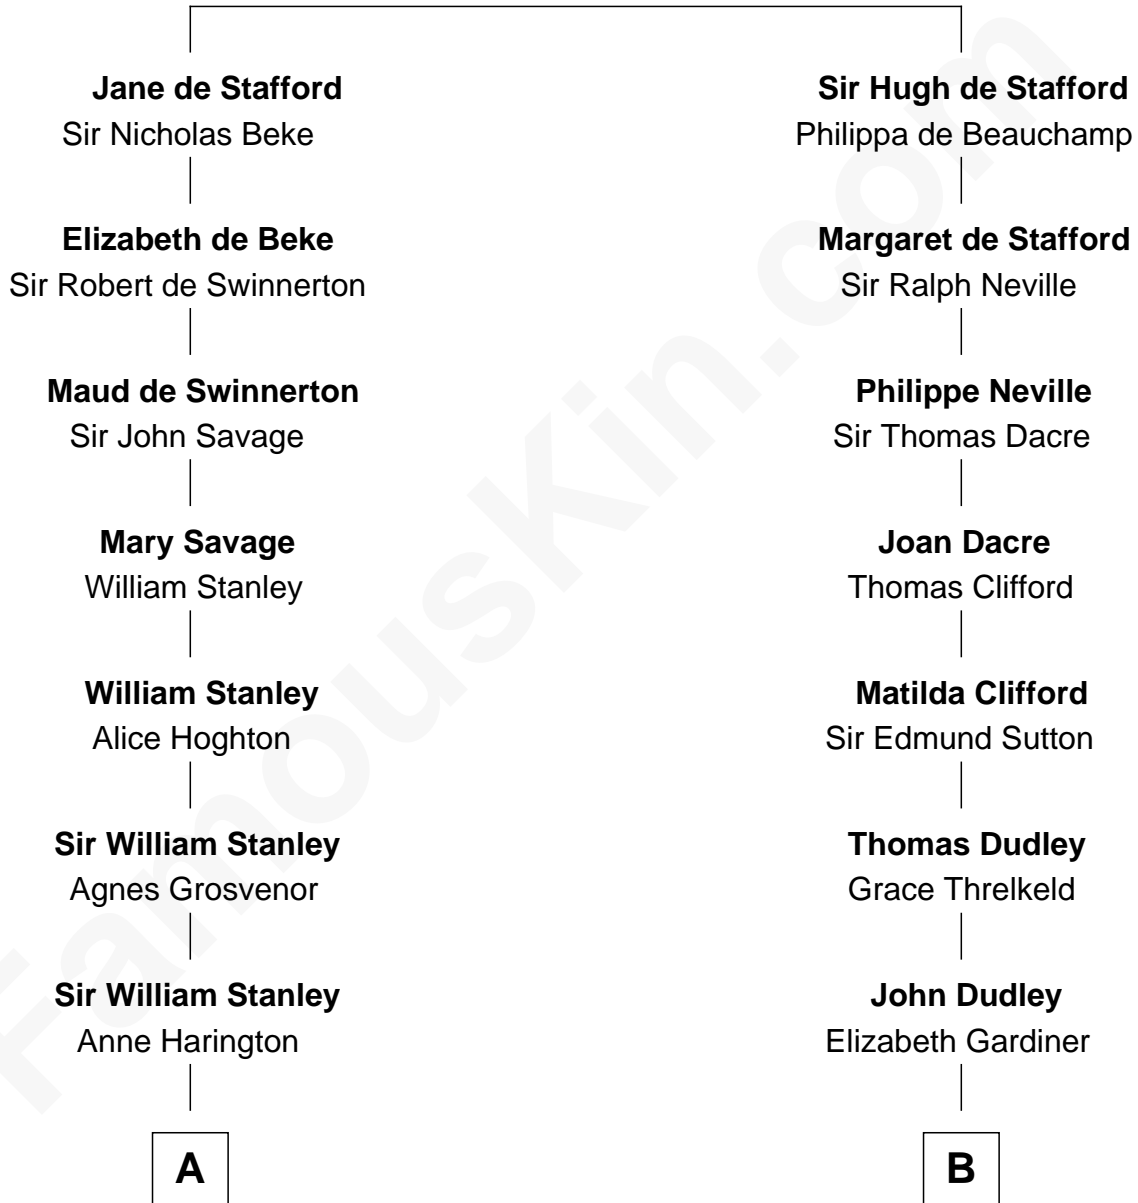 Jane de Stafford
Sir Nicholas Beke
Elizabeth de Beke
Sir Robert de Swinnerton
Maud de Swinnerton
Sir John Savage
Mary Savage
William Stanley
William Stanley
Alice Hoghton
Sir William Stanley
Agnes Grosvenor
Sir William Stanley
Anne Harington
A
Sir Hugh de Stafford
Philippa de Beauchamp
Margaret de Stafford
Sir Ralph Neville
Philippe Neville
Sir Thomas Dacre
Joan Dacre
Thomas Clifford
Matilda Clifford
Sir Edmund Sutton
Thomas Dudley
Grace Threlkeld
John Dudley
Elizabeth Gardiner
B
FamousKin.com